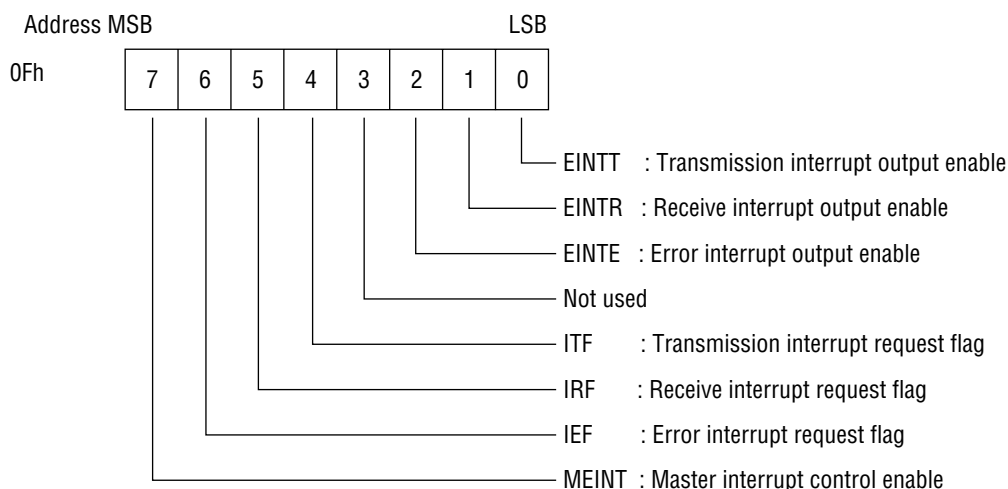 Address MSB LSB
0Fh 7 6 5 4 3 2 1 0
EINTT : Transmission interrupt output enable
EINTR : Receive interrupt output enable
EINTE : Error interrupt output enable
Not used
ITF : Transmission interrupt request flag
IRF : Receive interrupt request flag
IEF : Error interrupt request flag
MEINT : Master interrupt control enable